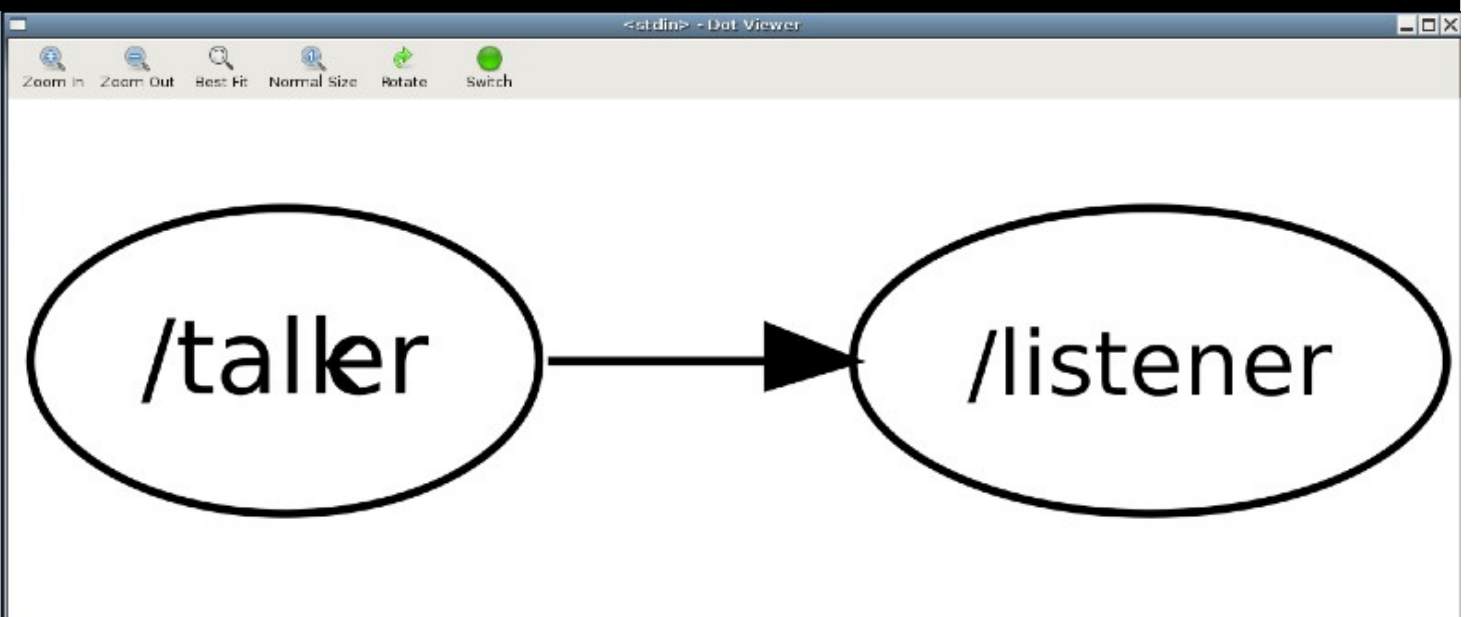 <stdin> - Dot Viewer
Zoom In Zoom Out Best Fit Normal Size Rotate Switch
/talker /listener